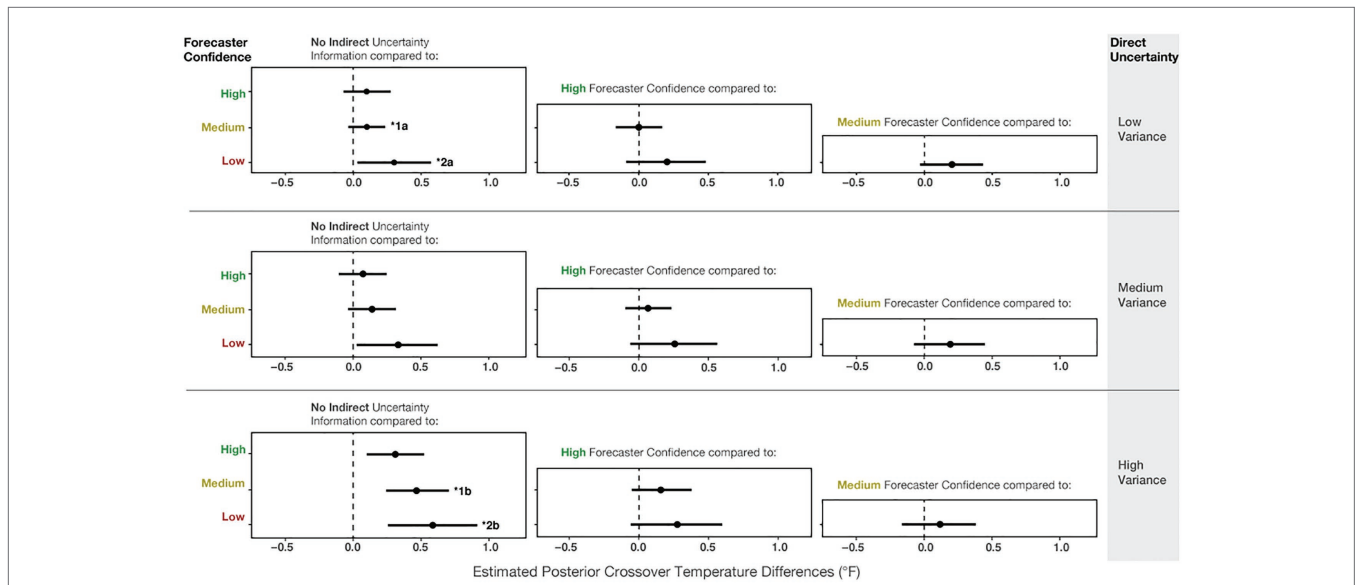 Forecaster
Confidence
No Indirect Uncertainty
Information compared to:
Direct
Uncertainty
High
Medium
*1a
Low
*2a
−0.5 0.0 0.5 1.0
High Forecaster Confidence compared to:
−0.5 0.0 0.5 1.0
Medium Forecaster Confidence compared to:
−0.5 0.0 0.5 1.0
Low
Variance
No Indirect Uncertainty
Information compared to:
High
Medium
Low
−0.5 0.0 0.5 1.0
High Forecaster Confidence compared to:
−0.5 0.0 0.5 1.0
Medium Forecaster Confidence compared to:
−0.5 0.0 0.5 1.0
Medium
Variance
No Indirect Uncertainty
Information compared to:
High
Medium
*1b
Low
*2b
−0.5 0.0 0.5 1.0
High Forecaster Confidence compared to:
−0.5 0.0 0.5 1.0
Medium Forecaster Confidence compared to:
−0.5 0.0 0.5 1.0
High
Variance
Estimated Posterior Crossover Temperature Differences (°F)